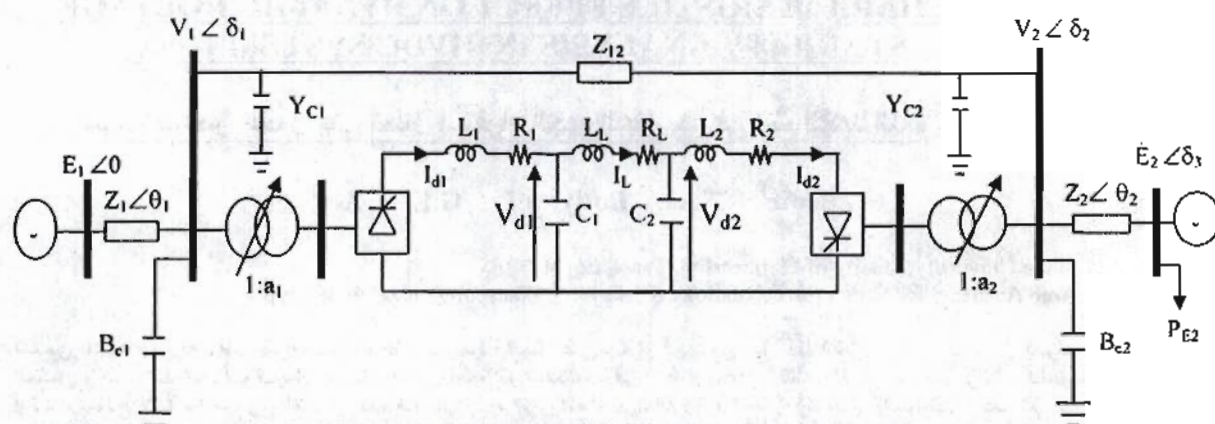 V₁ ∠ δ₁
V₂ ∠ δ₂
Z₁₂
Y_C1
Y_C2
L₁
R₁
L_L
R_L
L₂
R₂
E₁ ∠0
I_d1
I_L
I_d2
Ė₂ ∠δ₃
Z₁∠θ₁
V_d1
C₁
C₂
V_d2
Z₂∠ θ₂
1:a₁
1:a₂
B_c1
B_c2
P_E2